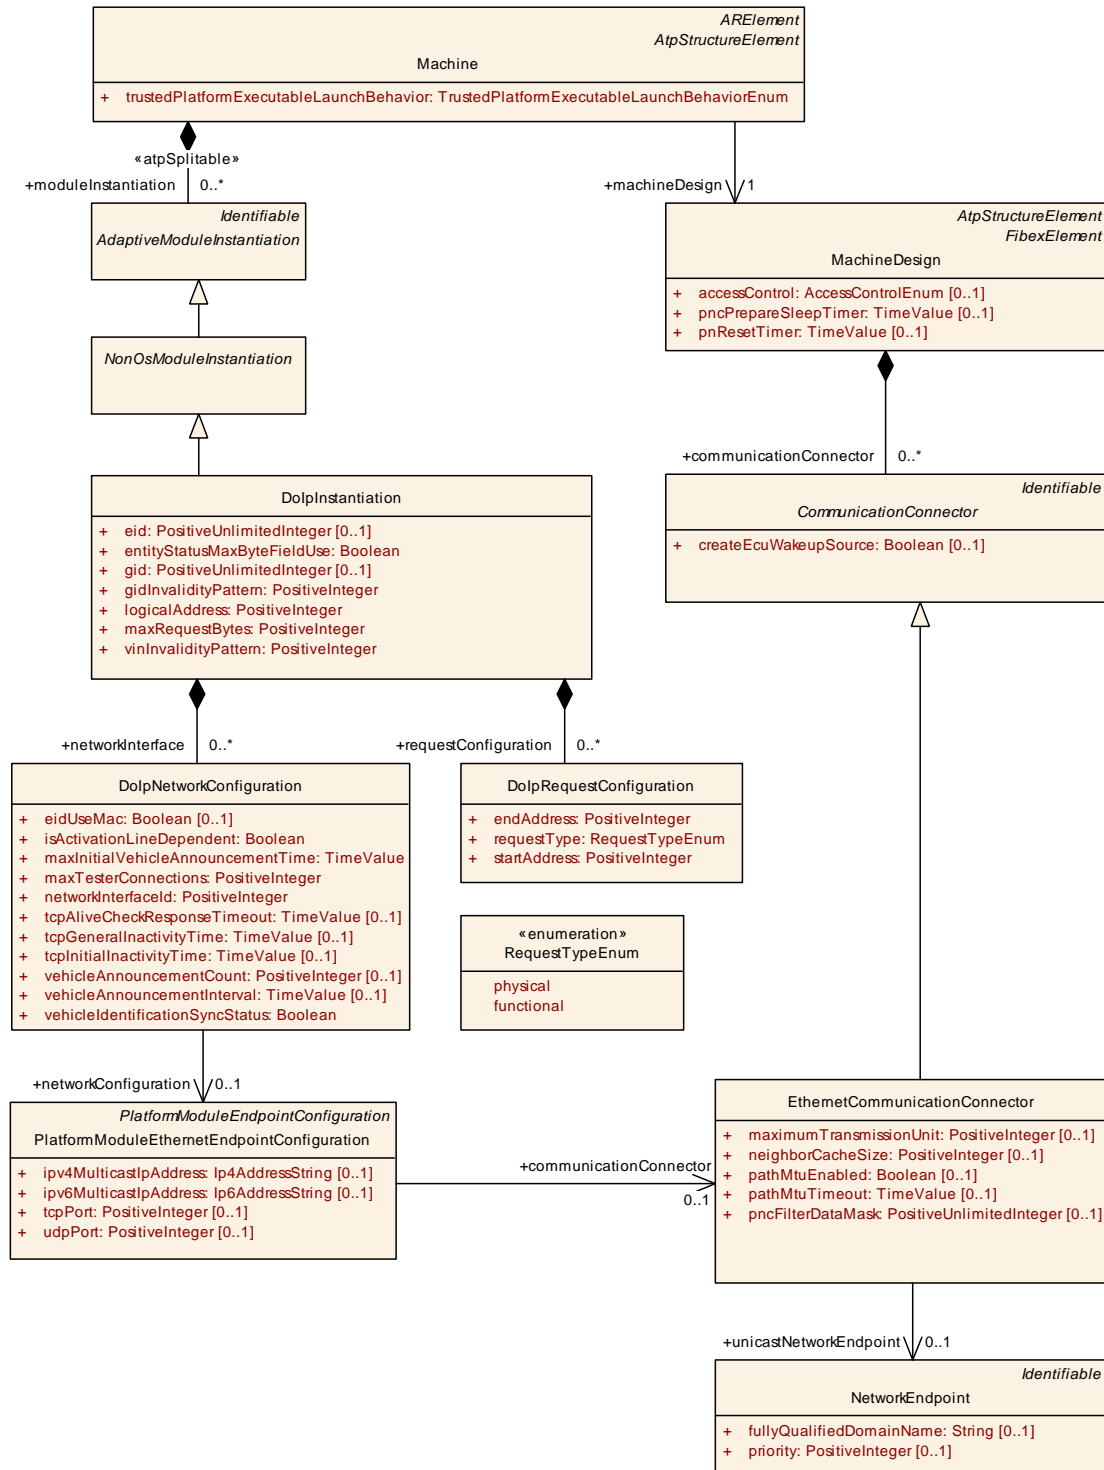 ARElement
AtpStructureElement
Machine
+ trustedPlatformExecutableLaunchBehavior: TrustedPlatformExecutableLaunchBehaviorEnum
«atpSplitable»
+moduleInstantiation 0..*
+machineDesign 1
Identifiable
AdaptiveModuleInstantiation
AtpStructureElement
FibexElement
MachineDesign
+ accessControl: AccessControlEnum [0..1]
+ pncPrepareSleepTimer: TimeValue [0..1]
+ pnResetTimer: TimeValue [0..1]
NonOsModuleInstantiation
+communicationConnector 0..*
DoIpInstantiation
+ eid: PositiveUnlimitedInteger [0..1]
+ entityStatusMaxByteFieldUse: Boolean
+ gid: PositiveUnlimitedInteger [0..1]
+ gidInvalidityPattern: PositiveInteger
+ logicalAddress: PositiveInteger
+ maxRequestBytes: PositiveInteger
+ vinInvalidityPattern: PositiveInteger
Identifiable
CommunicationConnector
+ createEcuWakeupSource: Boolean [0..1]
+networkInterface 0..*
+requestConfiguration 0..*
DoIpNetworkConfiguration
+ eidUseMac: Boolean [0..1]
+ isActivationLineDependent: Boolean
+ maxInitialVehicleAnnouncementTime: TimeValue
+ maxTesterConnections: PositiveInteger
+ networkInterfaceId: PositiveInteger
+ tcpAliveCheckResponseTimeout: TimeValue [0..1]
+ tcpGeneralInactivityTime: TimeValue [0..1]
+ tcpInitialInactivityTime: TimeValue [0..1]
+ vehicleAnnouncementCount: PositiveInteger [0..1]
+ vehicleAnnouncementInterval: TimeValue [0..1]
+ vehicleIdentificationSyncStatus: Boolean
DoIpRequestConfiguration
+ endAddress: PositiveInteger
+ requestType: RequestTypeEnum
+ startAddress: PositiveInteger
«enumeration»
RequestTypeEnum
physical
functional
+networkConfiguration 0..1
PlatformModuleEndpointConfiguration
PlatformModuleEthernetEndpointConfiguration
+ ipv4MulticastIpAddress: Ip4AddressString [0..1]
+ ipv6MulticastIpAddress: Ip6AddressString [0..1]
+ tcpPort: PositiveInteger [0..1]
+ udpPort: PositiveInteger [0..1]
+communicationConnector
0..1
EthernetCommunicationConnector
+ maximumTransmissionUnit: PositiveInteger [0..1]
+ neighborCacheSize: PositiveInteger [0..1]
+ pathMtuEnabled: Boolean [0..1]
+ pathMtuTimeout: TimeValue [0..1]
+ pncFilterDataMask: PositiveUnlimitedInteger [0..1]
+unicastNetworkEndpoint 0..1
Identifiable
NetworkEndpoint
+ fullyQualifiedDomainName: String [0..1]
+ priority: PositiveInteger [0..1]